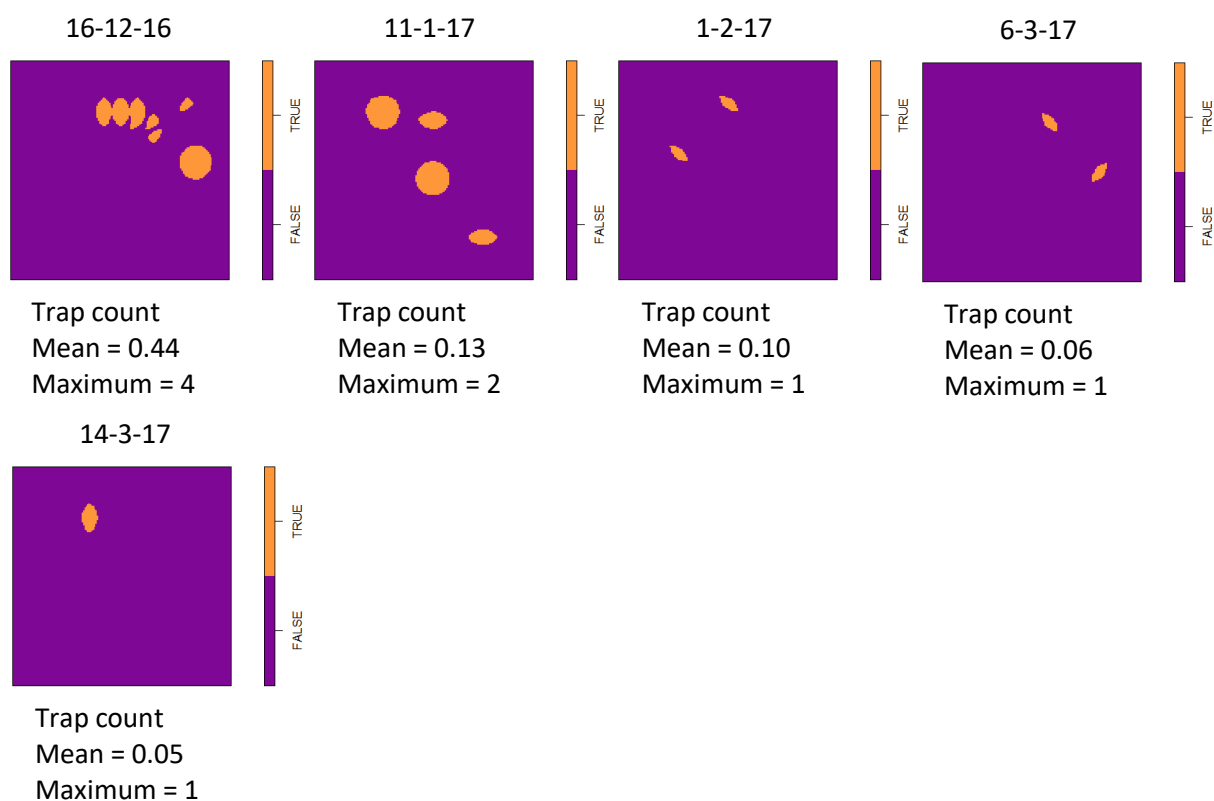 16-12-16
11-1-17
1-2-17
6-3-17
TRUE
FALSE
TRUE
FALSE
TRUE
FALSE
TRUE
FALSE
Trap count
Mean = 0.44
Maximum = 4
Trap count
Mean = 0.13
Maximum = 2
Trap count
Mean = 0.10
Maximum = 1
Trap count
Mean = 0.06
Maximum = 1
14-3-17
TRUE
FALSE
Trap count
Mean = 0.05
Maximum = 1